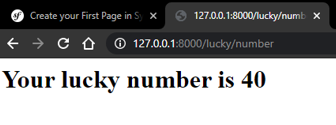 Create your First Page in Sy
127.0.0.1:8000/lucky/numb
127.0.0.1:8000/lucky/number
Your lucky number is 40